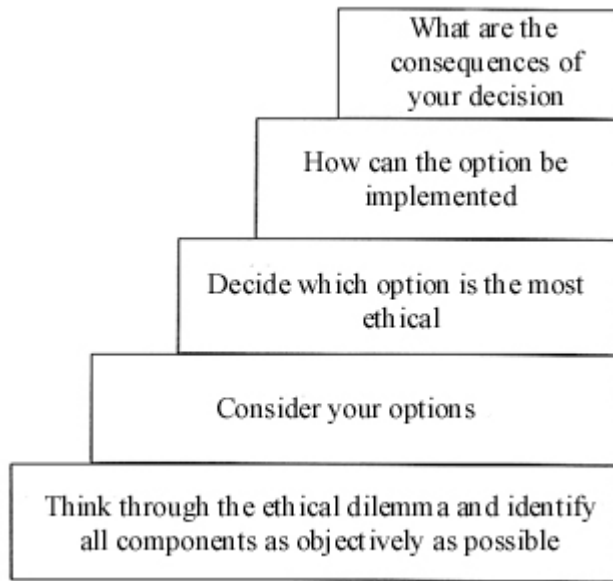 What are the
consequences of
your decision
How can the option be
implemented
Decide which option is the most
ethical
Consider your options
Think through the ethical dilemma and identify
all components as objectively as possible